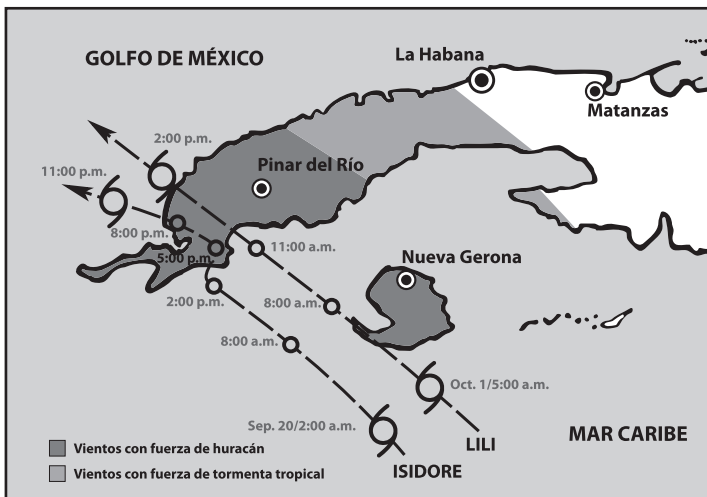 La Habana
GOLFO DE MÉXICO
Matanzas
2:00 p.m.
Pinar del Río
11:00 p.m.
8:00 p.m.
5:00 p.m.
11:00 a.m.
Nueva Gerona
2:00 p.m.
8:00 a.m.
8:00 a.m.
Oct. 1/5:00 a.m.
Sep. 20/2:00 a.m.
MAR CARIBE
LILI
Vientos con fuerza de huracán
ISIDORE
Vientos con fuerza de tormenta tropical